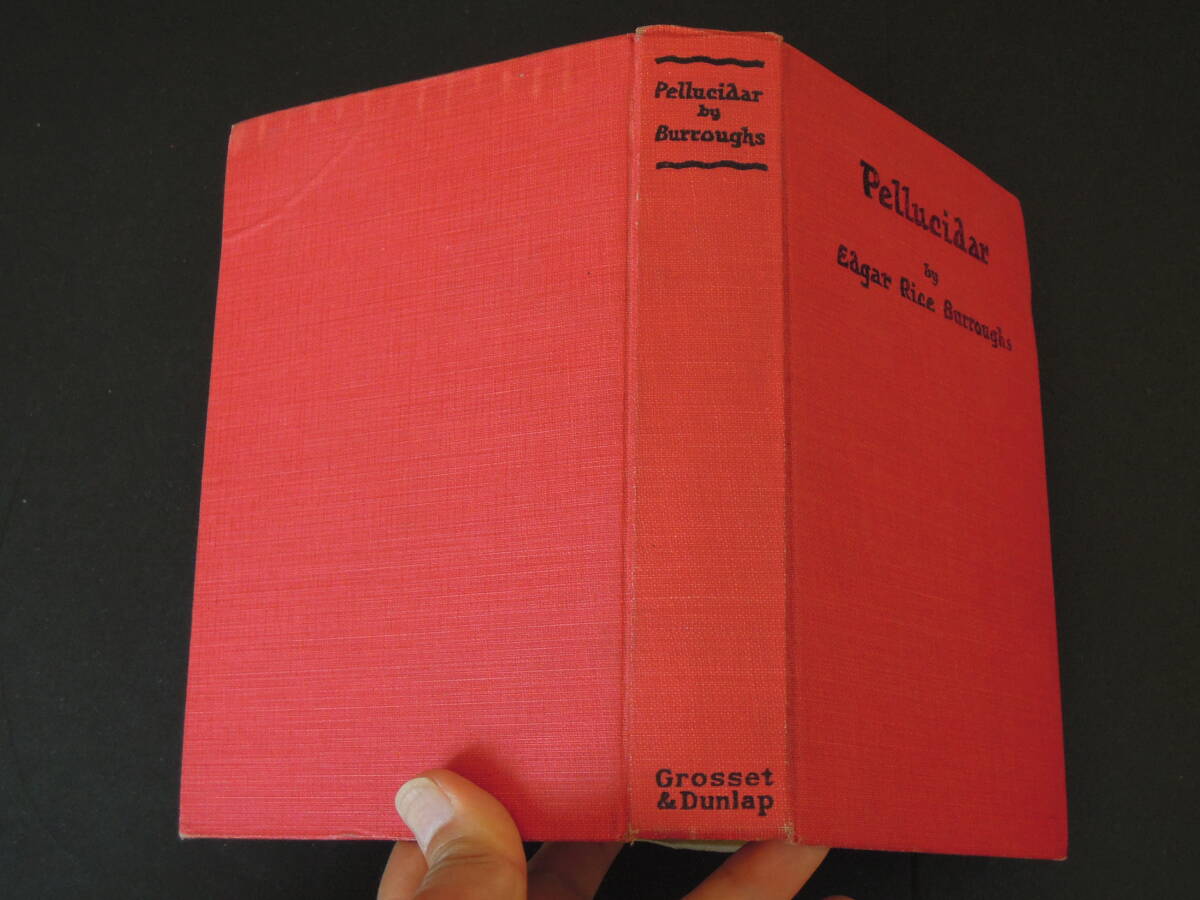 Pellucidar
by
Burroughs
Grosset
& Dunlap
Pellucidar
by
Edgar Rice Burroughs